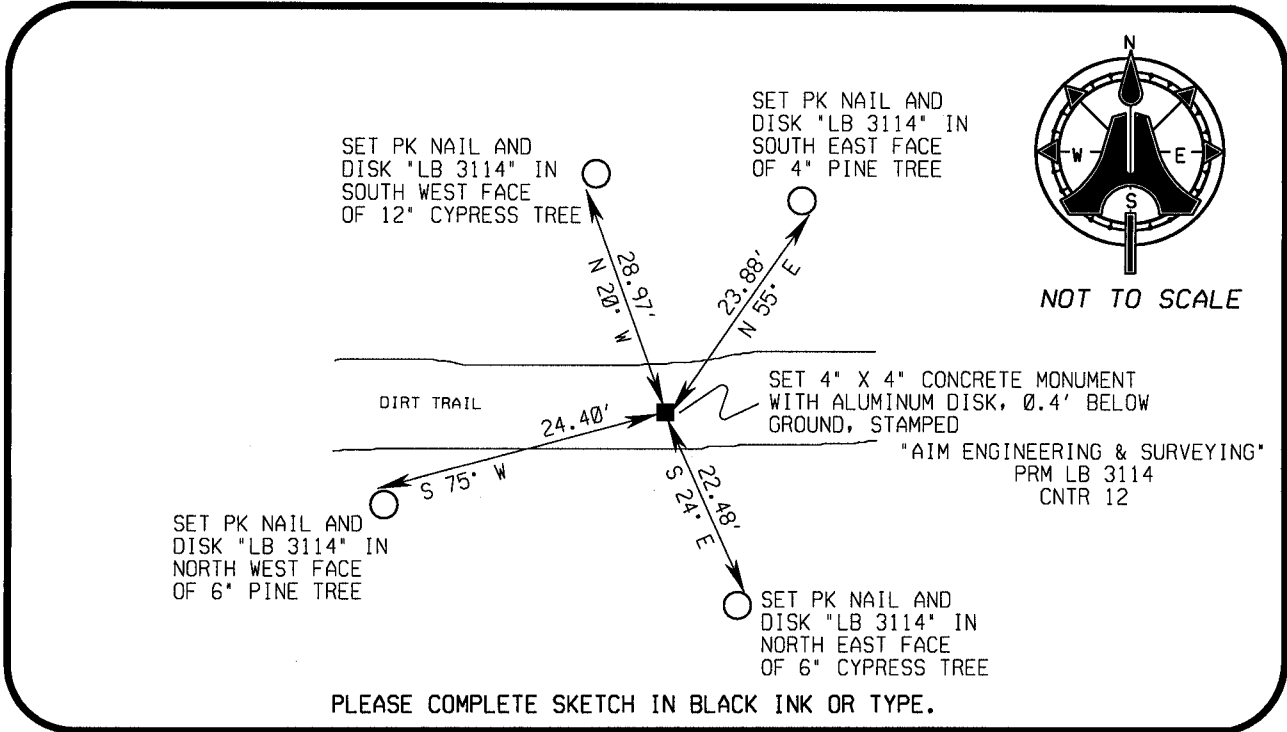 N
W
E
S
NOT TO SCALE
SET PK NAIL AND
DISK "LB 3114" IN
SOUTH EAST FACE
OF 4" PINE TREE
SET PK NAIL AND
DISK "LB 3114" IN
SOUTH WEST FACE
OF 12" CYPRESS TREE
28.97'
N 20° W
23.88'
N 55° E
DIRT TRAIL
SET 4" X 4" CONCRETE MONUMENT
WITH ALUMINUM DISK, 0.4' BELOW
GROUND, STAMPED
"AIM ENGINEERING & SURVEYING"
PRM LB 3114
CNTR 12
24.40'
S 75° W
22.48'
S 24° E
SET PK NAIL AND
DISK "LB 3114" IN
NORTH WEST FACE
OF 6" PINE TREE
SET PK NAIL AND
DISK "LB 3114" IN
NORTH EAST FACE
OF 6" CYPRESS TREE
PLEASE COMPLETE SKETCH IN BLACK INK OR TYPE.